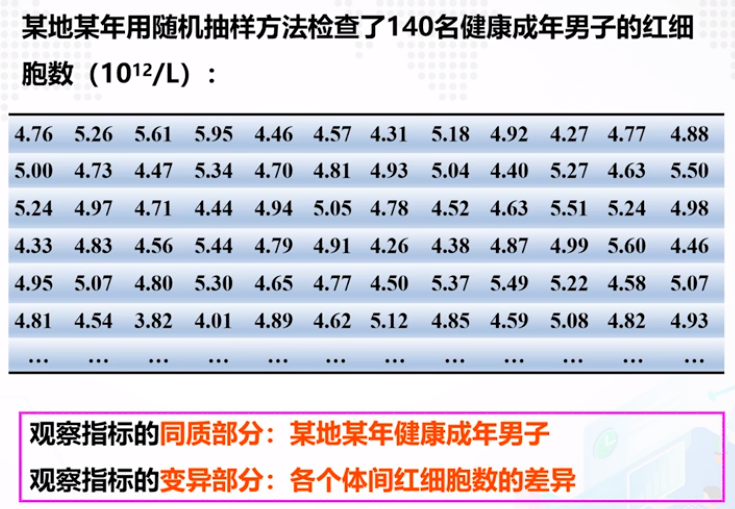 某地某年用随机抽样方法检查了140名健康成年男子的红细
胞数（10¹²/L）：
4.76 5.26 5.61 5.95 4.46 4.57 4.31 5.18 4.92 4.27 4.77 4.88
5.00 4.73 4.47 5.34 4.70 4.81 4.93 5.04 4.40 5.27 4.63 5.50
5.24 4.97 4.71 4.44 4.94 5.05 4.78 4.52 4.63 5.51 5.24 4.98
4.33 4.83 4.56 5.44 4.79 4.91 4.26 4.38 4.87 4.99 5.60 4.46
4.95 5.07 4.80 5.30 4.65 4.77 4.50 5.37 5.49 5.22 4.58 5.07
4.81 4.54 3.82 4.01 4.89 4.62 5.12 4.85 4.59 5.08 4.82 4.93
… … … … … … … … … … … …
观察指标的同质部分：某地某年健康成年男子
观察指标的变异部分：各个体间红细胞数的差异